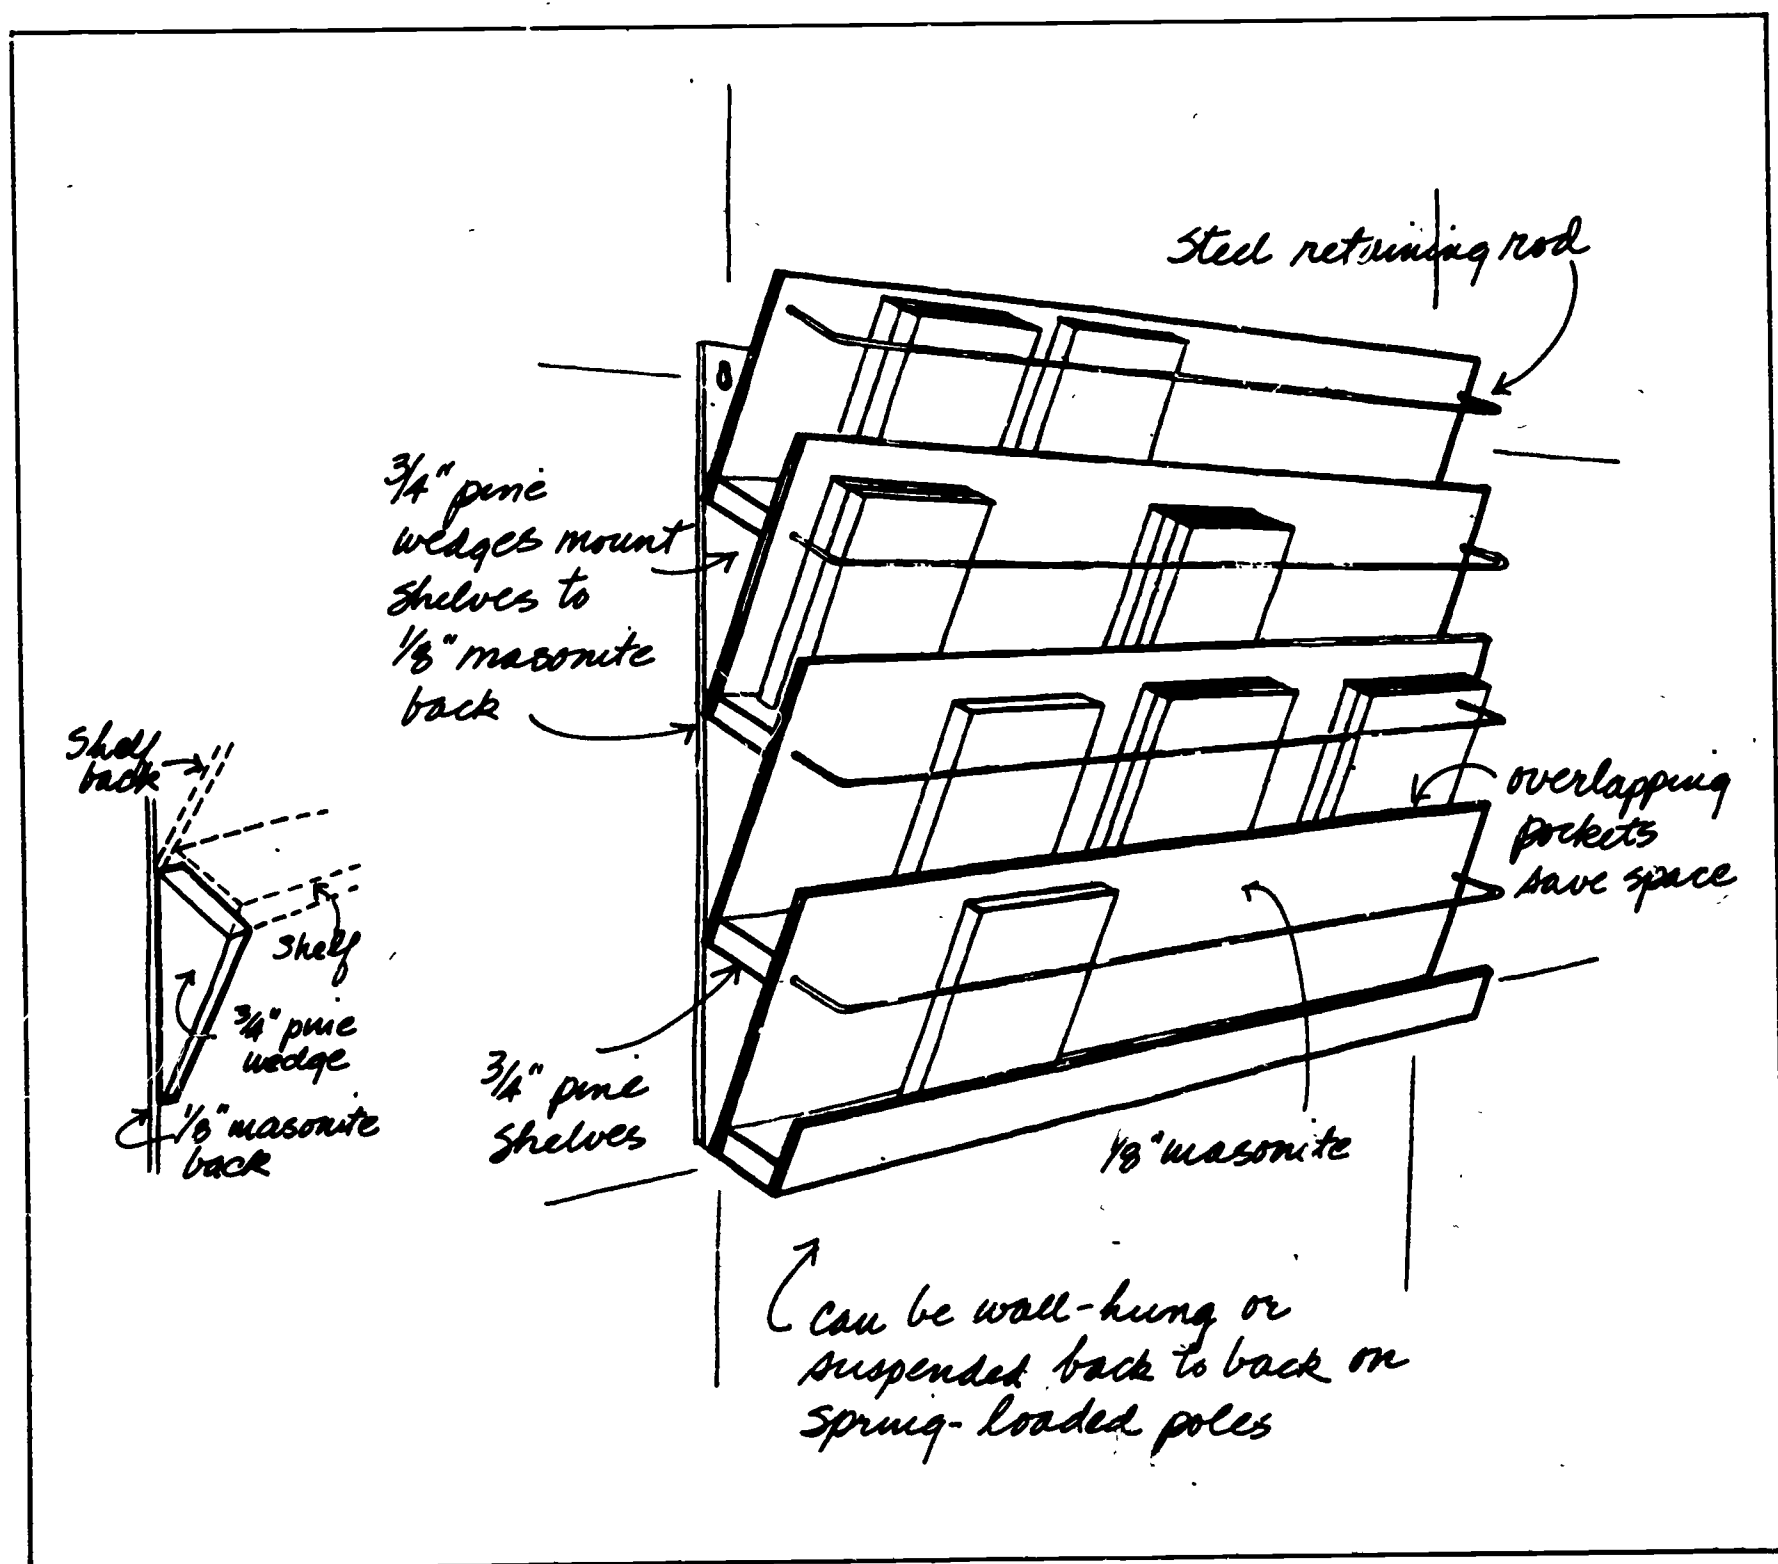 Steel retaining rod
3/4" pine
wedges mount
shelves to
1/8" masonite
back
Shelf
back
shelf
3/4" pine
wedge
1/8" masonite
back
overlapping
pockets
save space
3/4" pine
shelves
1/8" masonite
can be wall-hung or
suspended back to back on
spring-loaded poles